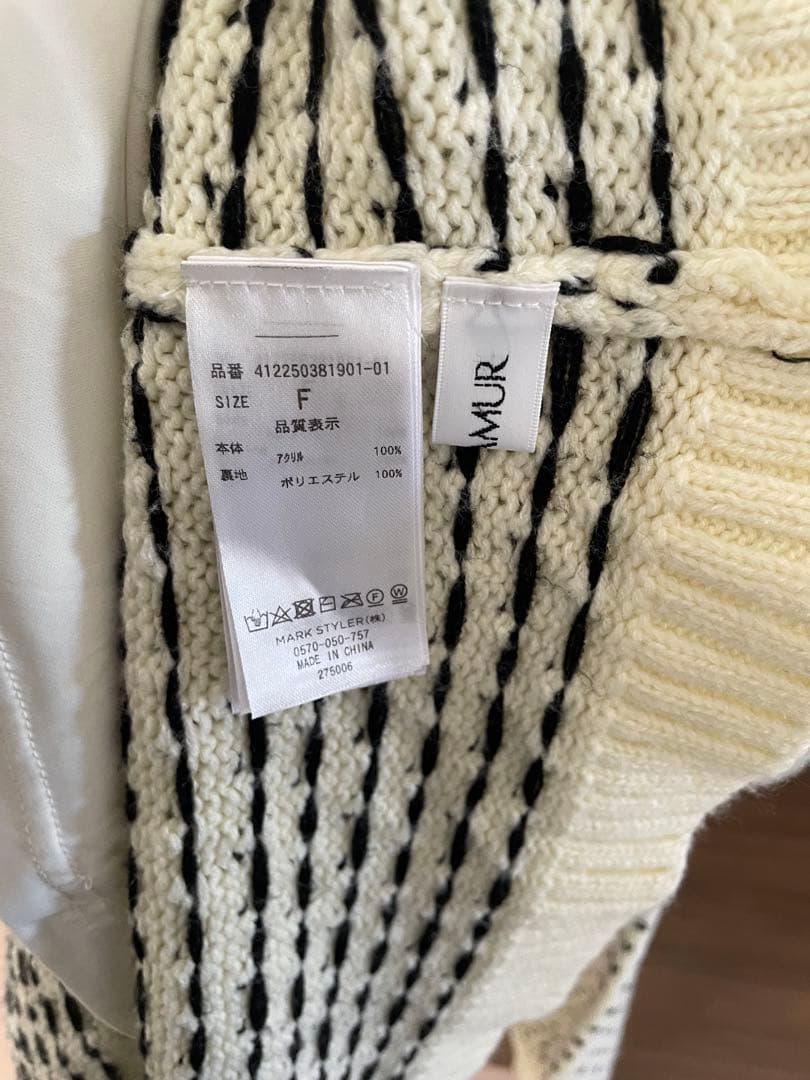 品番 412250381901-01
SIZE F
品質表示
本体 アクリル 100%
裏地 ポリエステル 100%
MARK STYLER(株)
0570-050-757
MADE IN CHINA
275006
AMUR